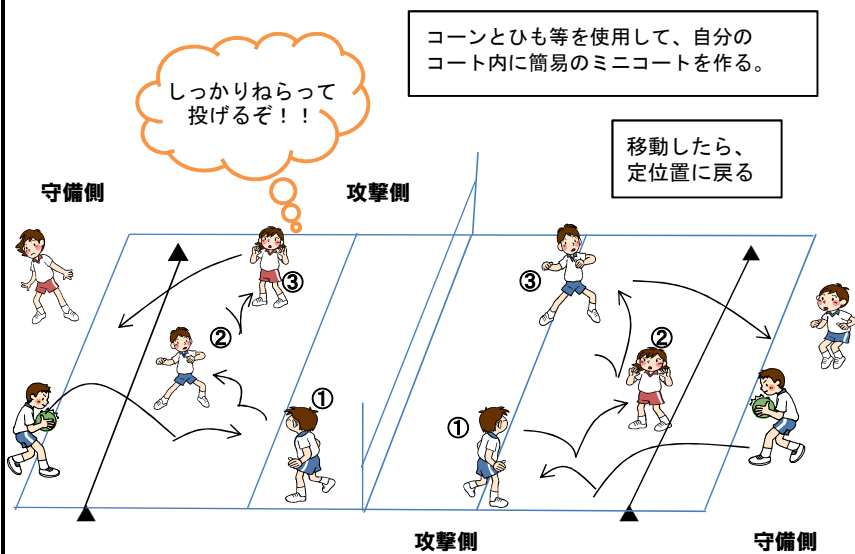 コーンとひも等を使用して、自分の
コート内に簡易のミニコートを作る。
しっかりねらって
投げるぞ！！
移動したら、
定位置に戻る
守備側
攻撃側
③
③
②
②
①
①
攻撃側
守備側